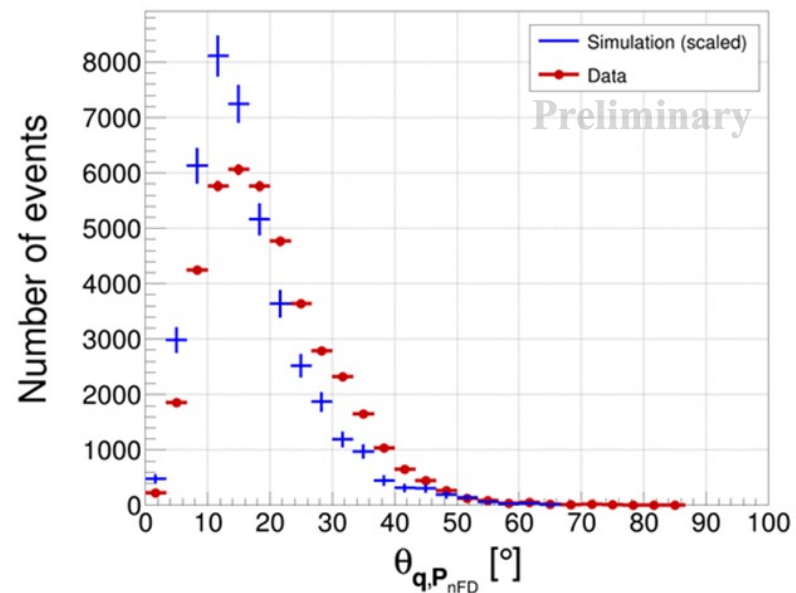 Simulation (scaled)
Data
Preliminary
Number of events
8000
7000
6000
5000
4000
3000
2000
1000
0
0 10 20 30 40 50 60 70 80 90 100
θq,PnFD [°]